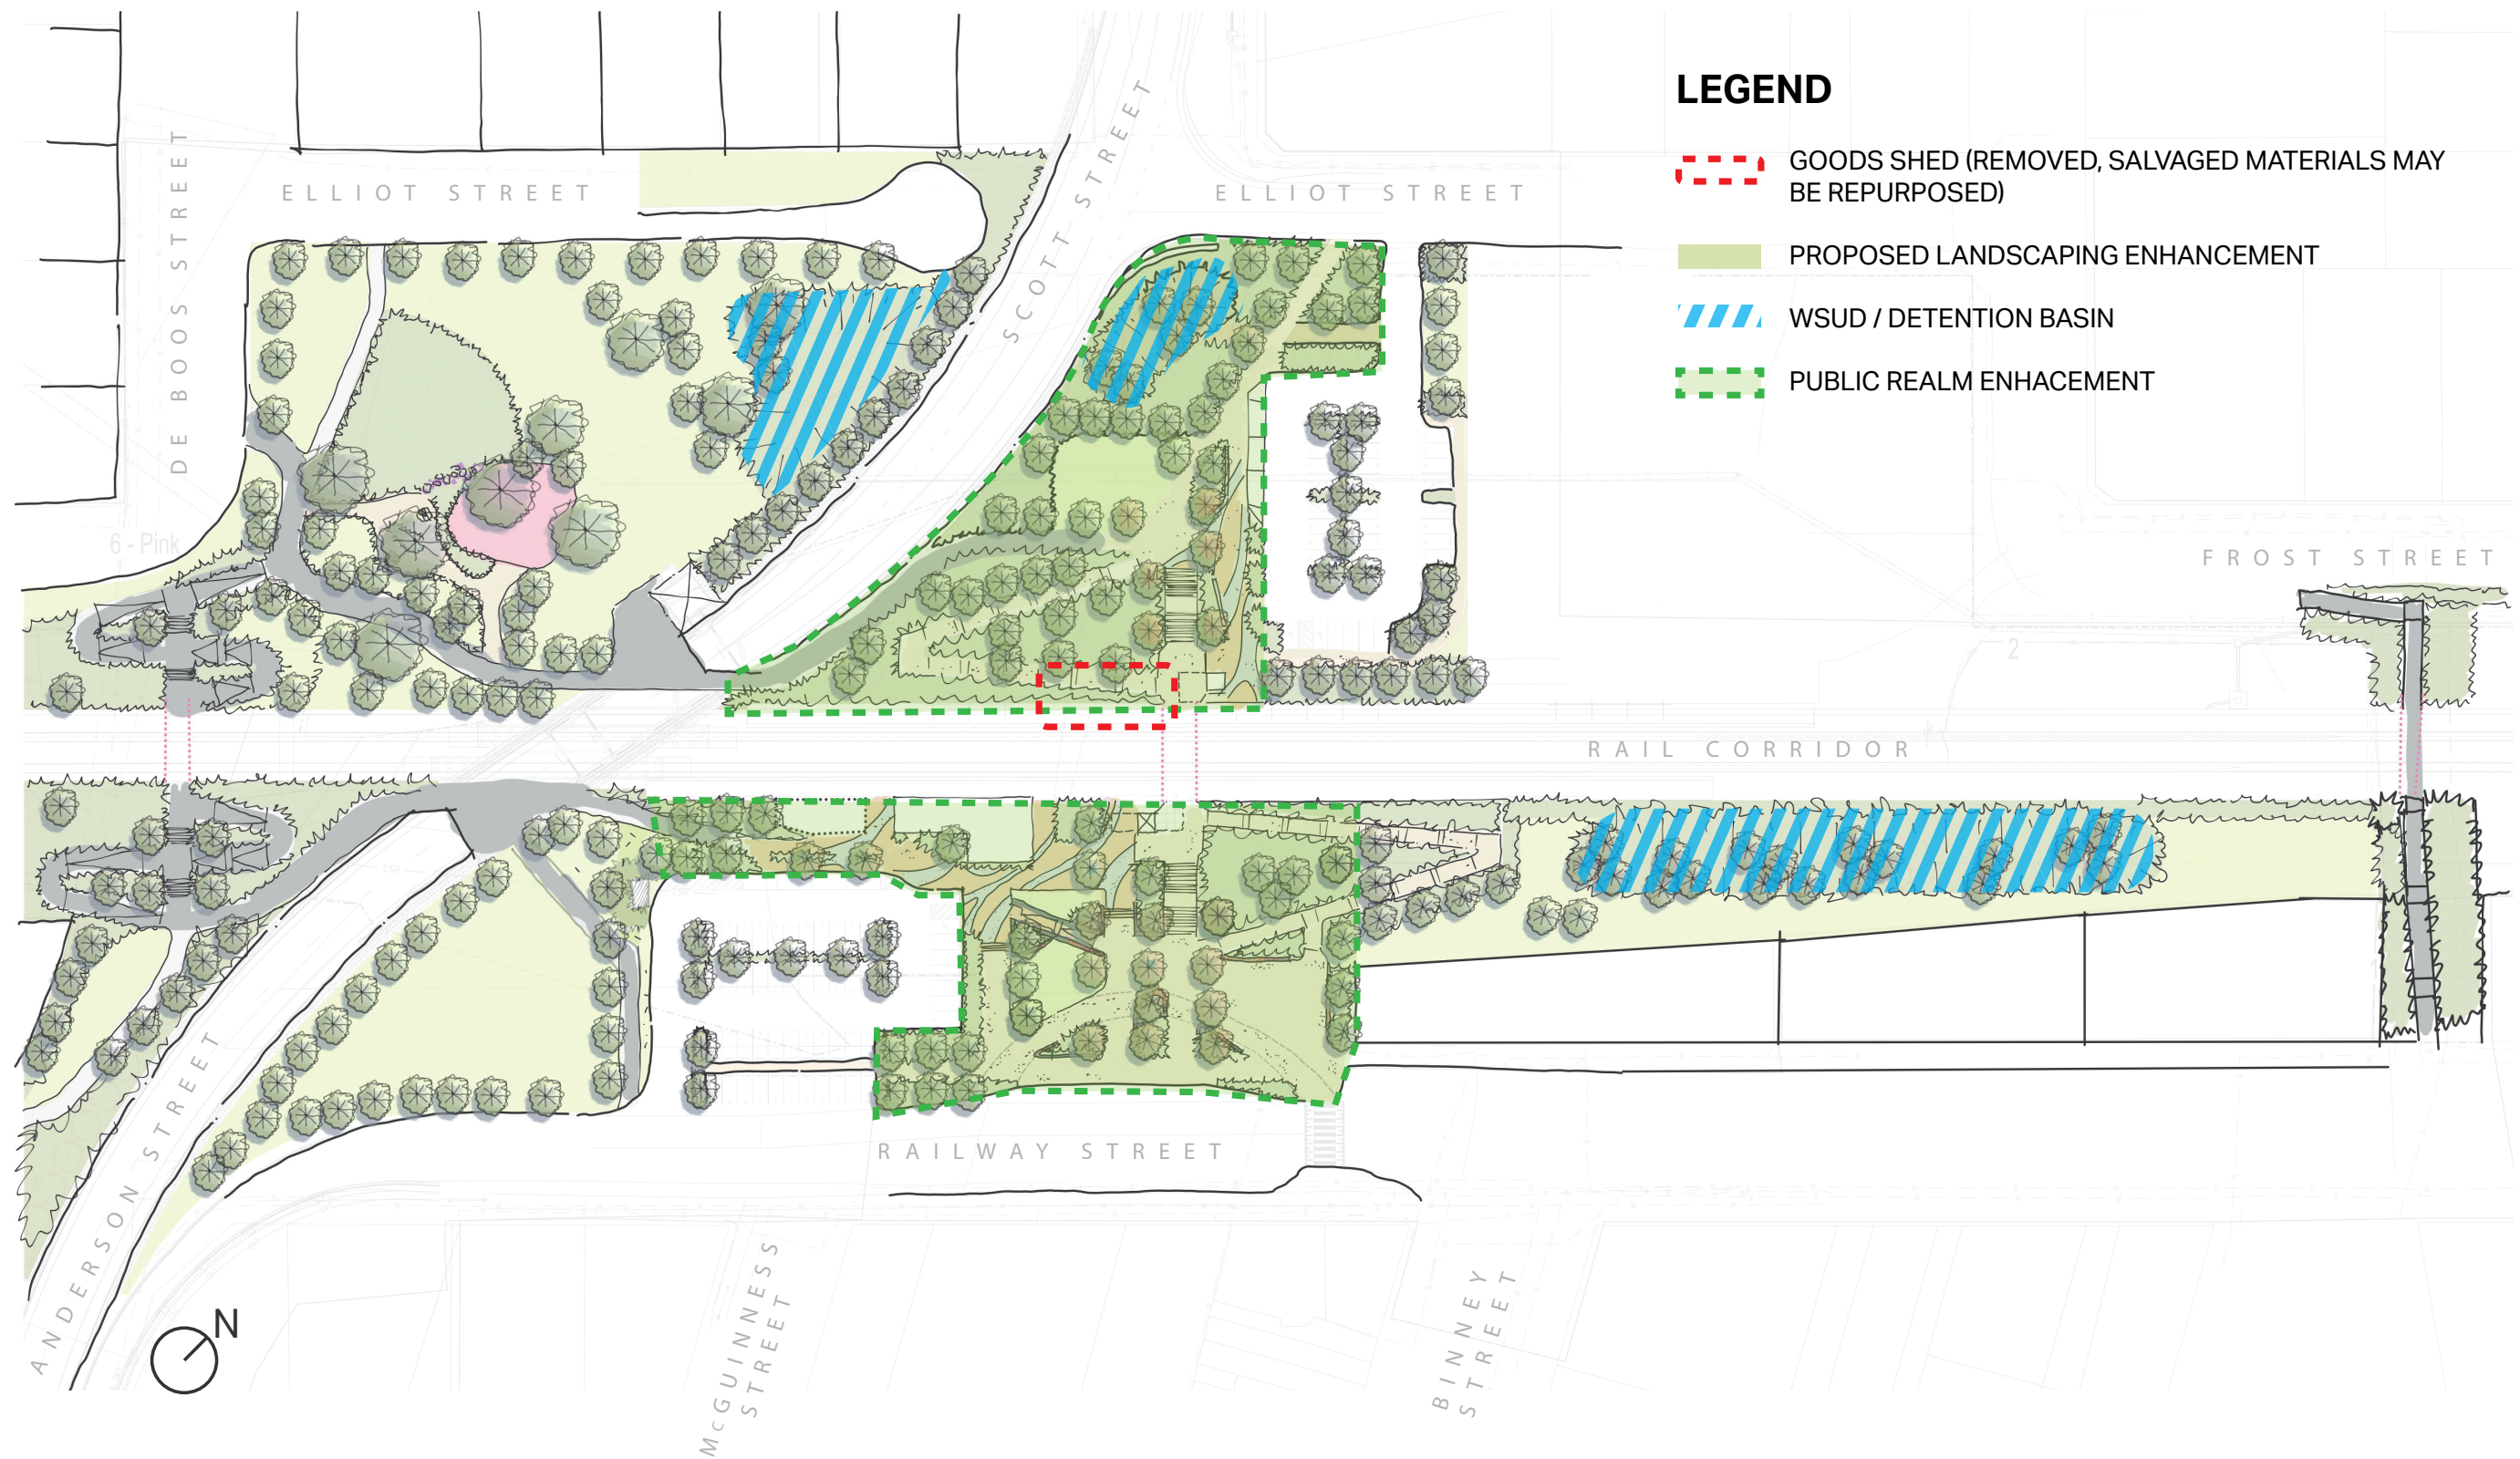 LEGEND
GOODS SHED (REMOVED, SALVAGED MATERIALS MAY
BE REPURPOSED)
PROPOSED LANDSCAPING ENHANCEMENT
WSUD / DETENTION BASIN
PUBLIC REALM ENHACEMENT
ELLIOT STREET
ELLIOT STREET
DE BOOS STREET
SCOTT STREET
6 - Pink
FROST STREET
2
RAIL CORRIDOR
RAILWAY STREET
ANDERSON STREET
N
McGUINNESS
STREET
BINNEY
STREET